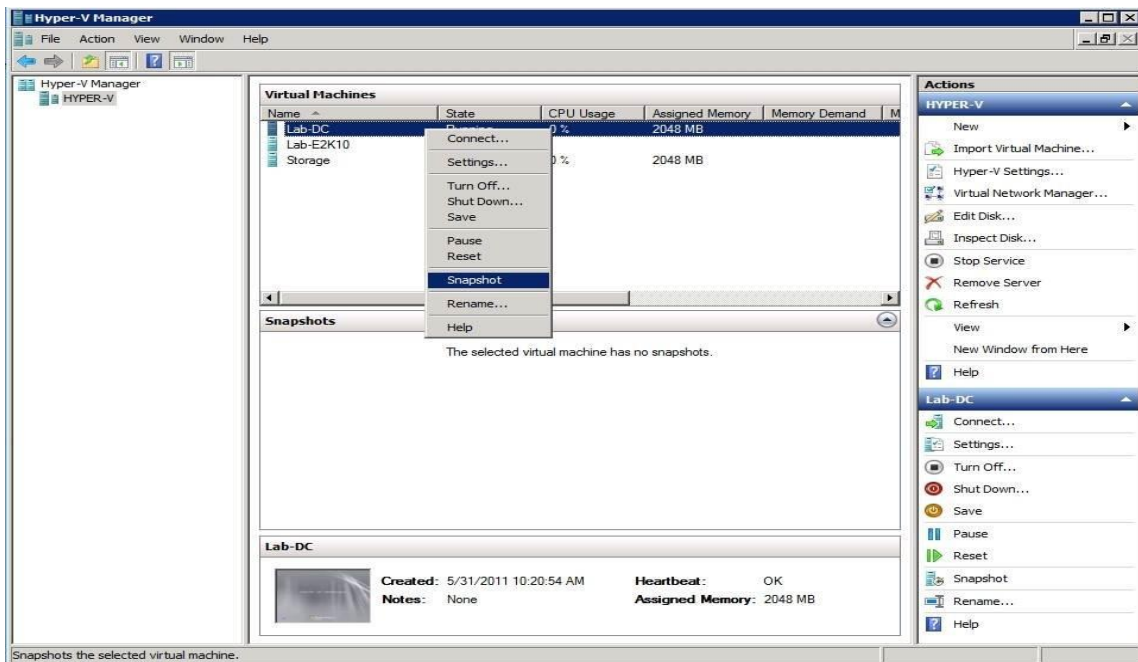 Hyper-V Manager
File Action View Window Help
Hyper-V Manager
HYPER-V
Virtual Machines
Name State CPU Usage Assigned Memory Memory Demand M
Lab-DC Running 0 % 2048 MB
Lab-E2K10
Storage 0 % 2048 MB
Connect...
Settings...
Turn Off...
Shut Down...
Save
Pause
Reset
Snapshot
Rename...
Help
Snapshots
The selected virtual machine has no snapshots.
Lab-DC
Created: 5/31/2011 10:20:54 AM Heartbeat: OK
Notes: None Assigned Memory: 2048 MB
Actions
HYPER-V
New
Import Virtual Machine...
Hyper-V Settings...
Virtual Network Manager...
Edit Disk...
Inspect Disk...
Stop Service
Remove Server
Refresh
View
New Window from Here
Help
Lab-DC
Connect...
Settings...
Turn Off...
Shut Down...
Save
Pause
Reset
Snapshot
Rename...
Help
Snapshots the selected virtual machine.